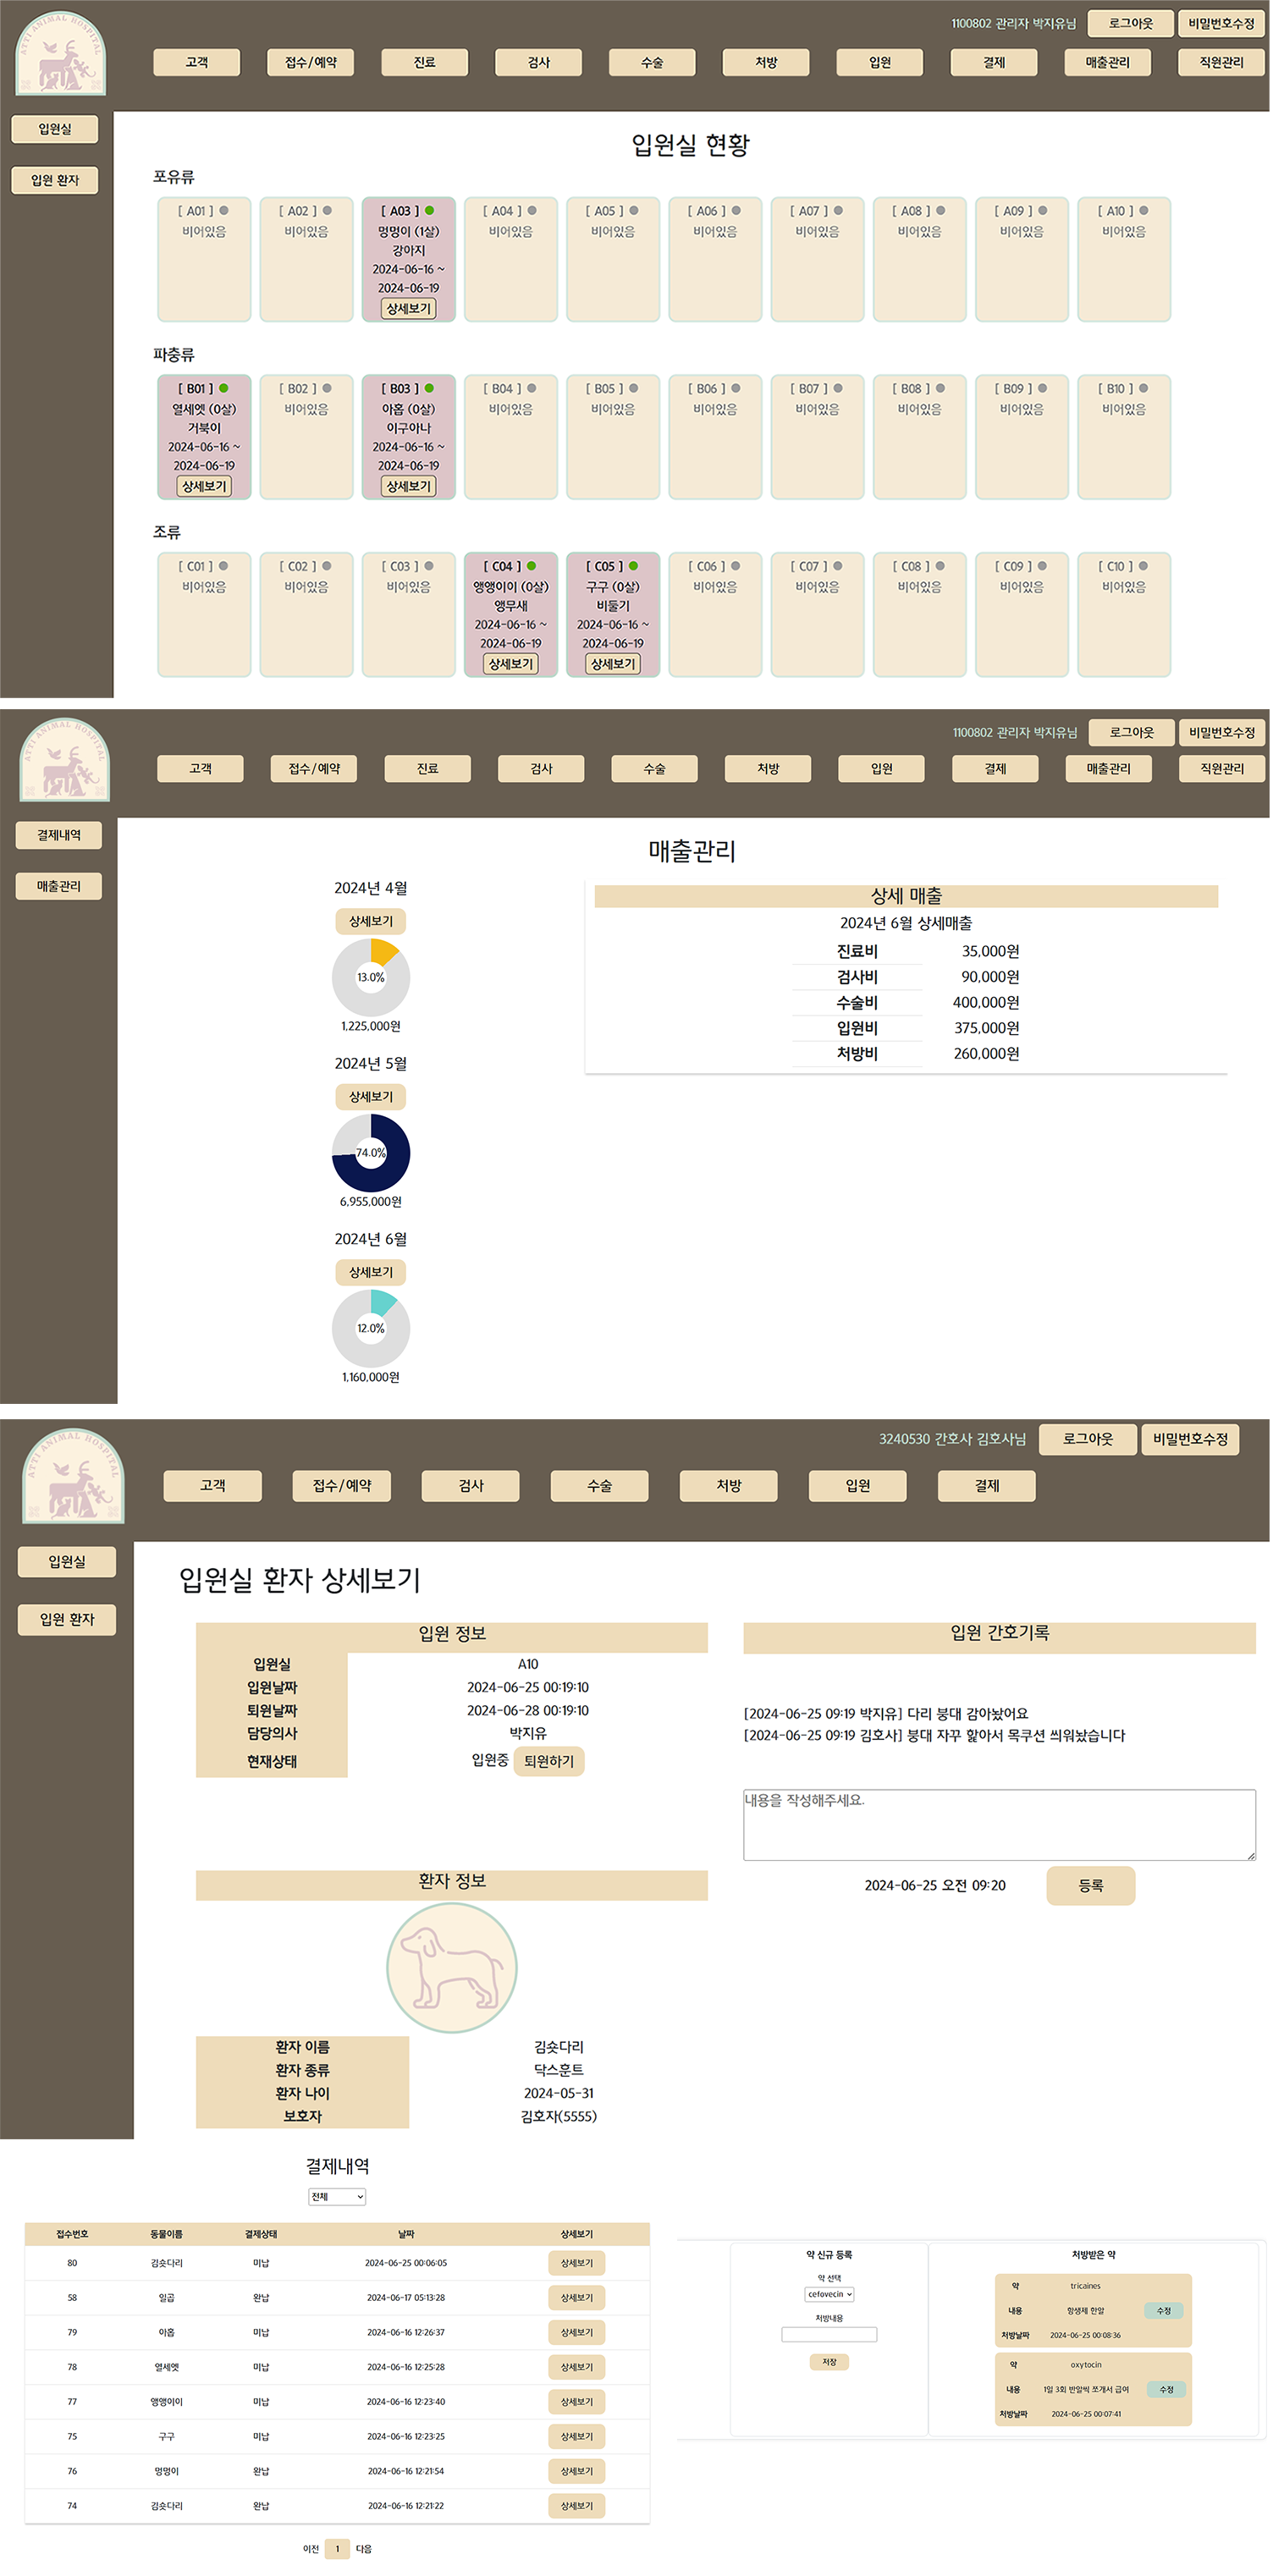 ATTI ANIMAL HOSPITAL
1100802 관리자 박지유님 로그아웃 비밀번호수정
고객 접수/예약 진료 검사 수술 처방 입원 결제 매출관리 직원관리
입원실
입원 환자
입원실 현황
포유류
[ A01 ] [ A02 ] [ A03 ] [ A04 ] [ A05 ] [ A06 ] [ A07 ] [ A08 ] [ A09 ] [ A10 ]
비어있음 비어있음 멍멍이 (1살) 비어있음 비어있음 비어있음 비어있음 비어있음 비어있음 비어있음
강아지
2024-06-16 ~
2024-06-19
상세보기
파충류
[ B01 ] [ B02 ] [ B03 ] [ B04 ] [ B05 ] [ B06 ] [ B07 ] [ B08 ] [ B09 ] [ B10 ]
열세엣 (0살) 비어있음 아홉 (0살) 비어있음 비어있음 비어있음 비어있음 비어있음 비어있음 비어있음
거북이 이구아나
2024-06-16 ~ 2024-06-16 ~
2024-06-19 2024-06-19
상세보기 상세보기
조류
[ C01 ] [ C02 ] [ C03 ] [ C04 ] [ C05 ] [ C06 ] [ C07 ] [ C08 ] [ C09 ] [ C10 ]
비어있음 비어있음 비어있음 앵앵이이 (0살) 구구 (0살) 비어있음 비어있음 비어있음 비어있음 비어있음
앵무새 비둘기
2024-06-16 ~ 2024-06-16 ~
2024-06-19 2024-06-19
상세보기 상세보기
ATTI ANIMAL HOSPITAL
1100802 관리자 박지유님 로그아웃 비밀번호수정
고객 접수/예약 진료 검사 수술 처방 입원 결제 매출관리 직원관리
결제내역
매출관리
매출관리
2024년 4월
상세보기
13.0%
1,225,000원
2024년 5월
상세보기
74.0%
6,955,000원
2024년 6월
상세보기
12.0%
1,160,000원
상세 매출
2024년 6월 상세매출
진료비 35,000원
검사비 90,000원
수술비 400,000원
입원비 375,000원
처방비 260,000원
ATTI ANIMAL HOSPITAL
3240530 간호사 김호사님 로그아웃 비밀번호수정
고객 접수/예약 검사 수술 처방 입원 결제
입원실
입원 환자
입원실 환자 상세보기
입원 정보
입원실 A10
입원날짜 2024-06-25 00:19:10
퇴원날짜 2024-06-28 00:19:10
담당의사 박지유
현재상태 입원중 퇴원하기
환자 정보
환자 이름 김숏다리
환자 종류 닥스훈트
환자 나이 2024-05-31
보호자 김호자(5555)
입원 간호기록
[2024-06-25 09:19 박지유] 다리 붕대 감아놨어요
[2024-06-25 09:19 김호사] 붕대 자꾸 핥아서 목쿠션 씌워놨습니다
내용을 작성해주세요.
2024-06-25 오전 09:20 등록
결제내역
전체
접수번호 동물이름 결제상태 날짜 상세보기
80 김숏다리 미납 2024-06-25 00:06:05 상세보기
58 일곱 완납 2024-06-17 05:13:28 상세보기
79 아홉 미납 2024-06-16 12:26:37 상세보기
78 열세엣 미납 2024-06-16 12:25:28 상세보기
77 앵앵이이 미납 2024-06-16 12:23:40 상세보기
75 구구 미납 2024-06-16 12:23:25 상세보기
76 멍멍이 완납 2024-06-16 12:21:54 상세보기
74 김숏다리 완납 2024-06-16 12:21:22 상세보기
이전 1 다음
약 신규 등록
약 선택
cefovecin
처방내용
저장
처방받은 약
약 tricaines
내용 항생제 한알 수정
처방날짜 2024-06-25 00:08:36
약 oxytocin
내용 1일 3회 반알씩 쪼개서 급여 수정
처방날짜 2024-06-25 00:07:41